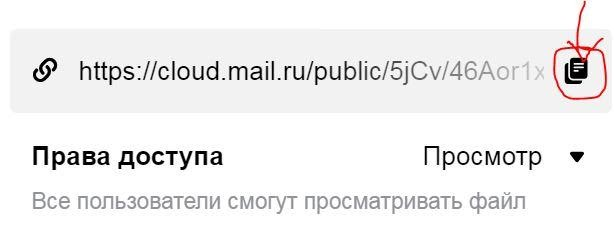 https://cloud.mail.ru/public/5jCv/46Aor1x
Права доступа Просмотр
Все пользователи смогут просматривать файл